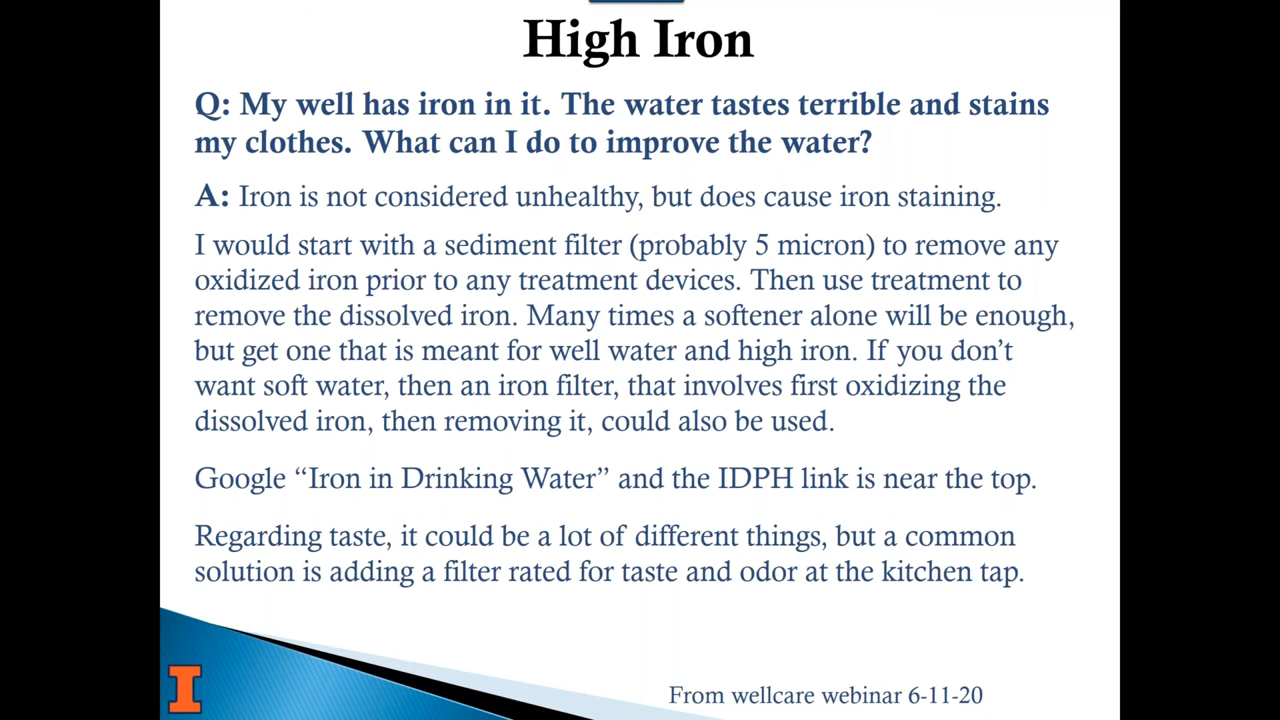 High Iron
Q: My well has iron in it. The water tastes terrible and stains
my clothes. What can I do to improve the water?
A: Iron is not considered unhealthy, but does cause iron staining.
I would start with a sediment filter (probably 5 micron) to remove any
oxidized iron prior to any treatment devices. Then use treatment to
remove the dissolved iron. Many times a softener alone will be enough,
but get one that is meant for well water and high iron. If you don’t
want soft water, then an iron filter, that involves first oxidizing the
dissolved iron, then removing it, could also be used.
Google “Iron in Drinking Water” and the IDPH link is near the top.
Regarding taste, it could be a lot of different things, but a common
solution is adding a filter rated for taste and odor at the kitchen tap.
I
From wellcare webinar 6-11-20